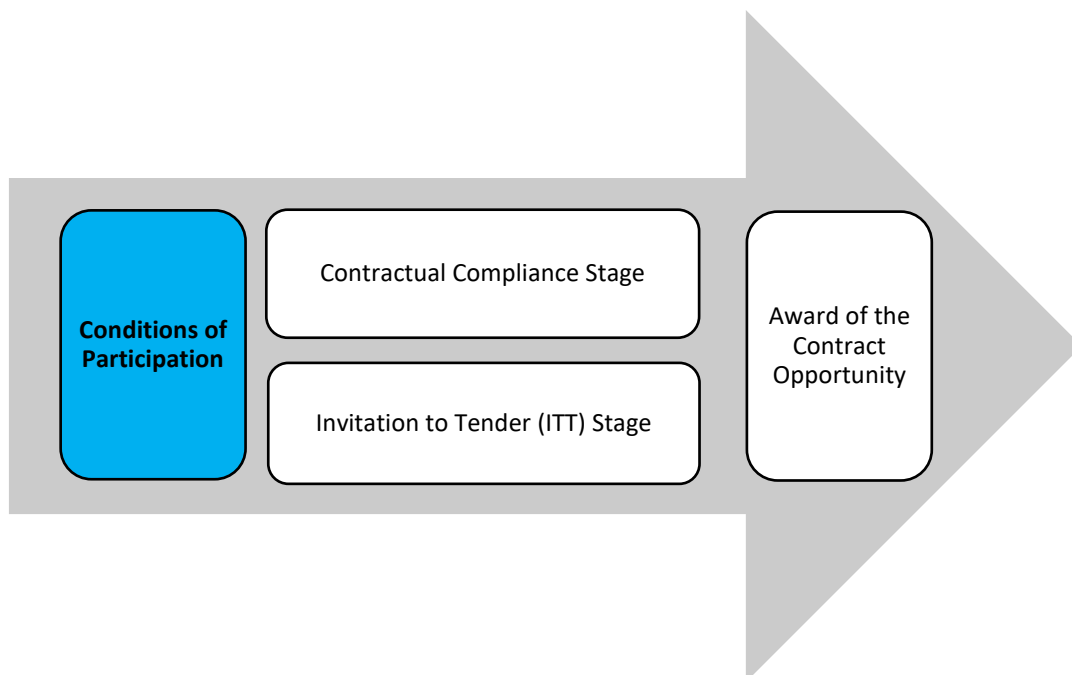 Conditions of
Participation
Contractual Compliance Stage
Invitation to Tender (ITT) Stage
Award of the
Contract
Opportunity